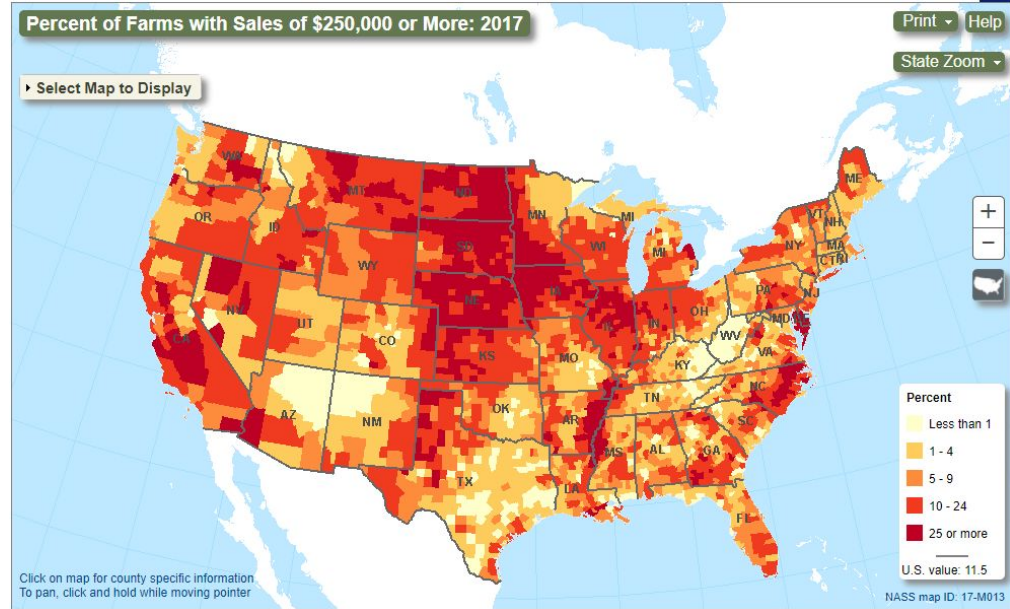 Percent of Farms with Sales of $250,000 or More: 2017
Print
Help
State Zoom
Select Map to Display
WA
MT
ND
MN
ME
OR
ID
SD
WI
MI
MI
VT
NH
NY
MA
CT RI
WY
NE
IA
PA
NJ
NV
UT
CO
IL
IN
OH
MD
DE
CA
KS
MO
WV
VA
KY
AZ
NM
OK
AR
TN
NC
SC
TX
LA
MS
AL
GA
FL
+
−
Percent
Less than 1
1 - 4
5 - 9
10 - 24
25 or more
U.S. value: 11.5
Click on map for county specific information
To pan, click and hold while moving pointer
NASS map ID: 17-M013